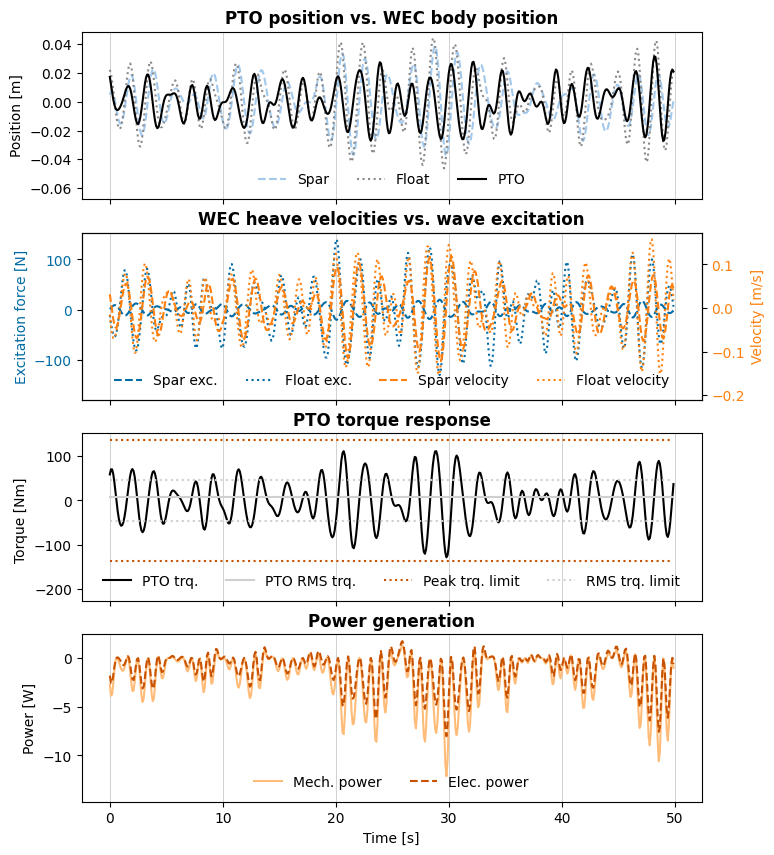 PTO position vs. WEC body position
0.04
0.02
0.00
−0.02
−0.04
−0.06
Position [m]
Spar Float PTO
WEC heave velocities vs. wave excitation
100
0
−100
Excitation force [N]
0.1
0.0
−0.1
−0.2
Velocity [m/s]
Spar exc. Float exc. Spar velocity Float velocity
PTO torque response
100
0
−100
−200
Torque [Nm]
PTO trq. PTO RMS trq. Peak trq. limit RMS trq. limit
Power generation
0
−5
−10
Power [W]
Mech. power Elec. power
0 10 20 30 40 50
Time [s]